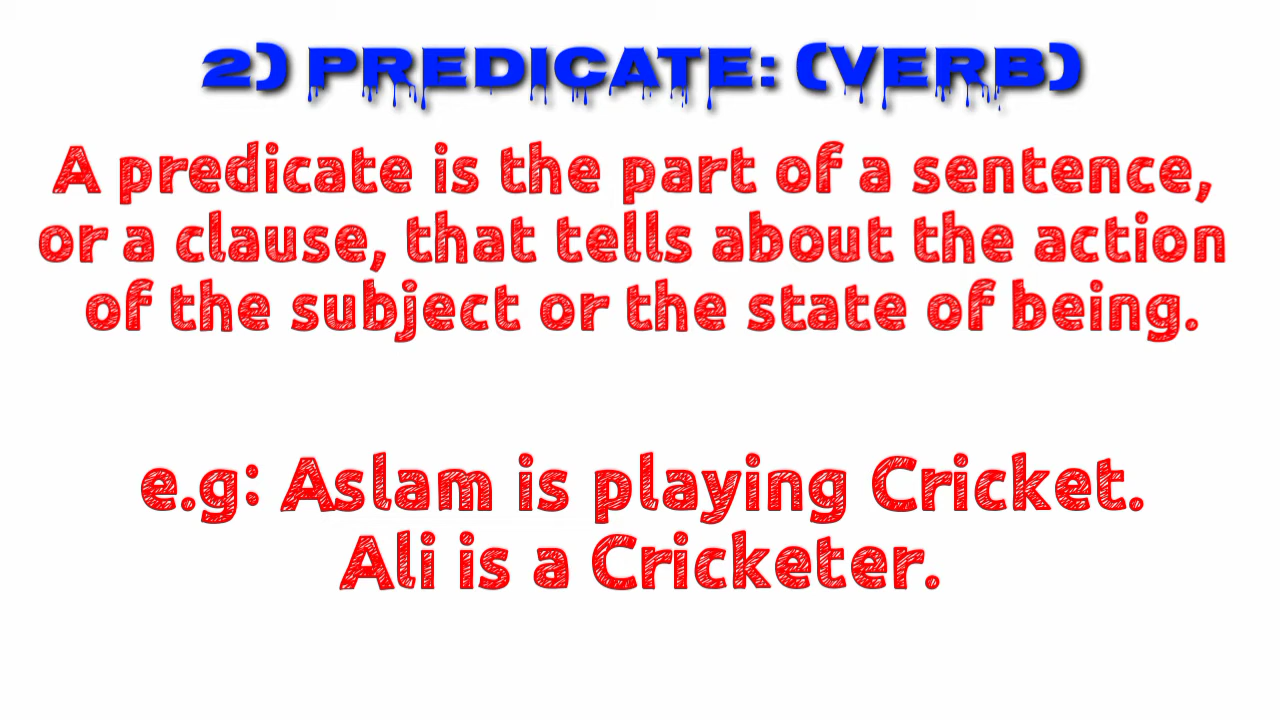 2) PREDICATE: (VERB)
A predicate is the part of a sentence,
or a clause, that tells about the action
of the subject or the state of being.
e.g: Aslam is playing Cricket.
Ali is a Cricketer.